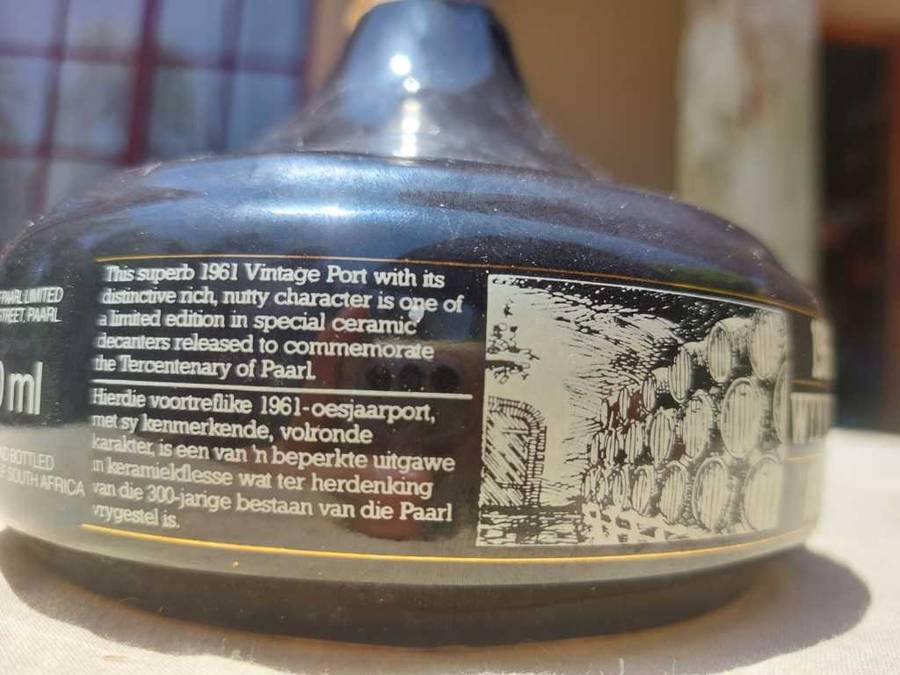 PAARL LIMITED
STREET, PAARL
0 ml
AND BOTTLED
OF SOUTH AFRICA
This superb 1961 Vintage Port with its
distinctive rich, nutty character is one of
a limited edition in special ceramic
decanters released to commemorate
the Tercentenary of Paarl.
Hierdie voortreflike 1961-oesjaarport,
met sy kenmerkende, volronde
karakter, is een van 'n beperkte uitgawe
in keramiekflesse wat ter herdenking
van die 300-jarige bestaan van die Paarl
vrygestel is.